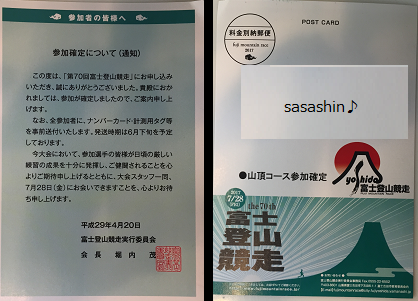 参加者の皆様へ
参加確定について(通知)
この度は、「第70回富士登山競走」にお申し込み
いただき、誠にありがとうございました。貴殿にお
かれましては、参加が確定しましたので、ご案内申し
上げます。
なお、全参加者に、ナンバーカード・計測用タグ等
を事前送付いたします。発送時期は6月下旬を予定
しております。
今大会において、参加選手の皆様が日頃の厳しい
練習の成果を十分に発揮し、ご健闘されることを心
よりご期待申し上げるとともに、大会スタッフ一同、
7月28日(金)にお会いできますことを、心よりお待
ち申し上げます。
平成29年4月20日
富士登山競走実行委員会
会長 堀内 茂
POST CARD
料金別納郵便
fuji mountain race
2017
sasashin♪
●山頂コース参加確定
yoshida
富士登山競走
2017
7/28
the 70th
富士
登山
競走